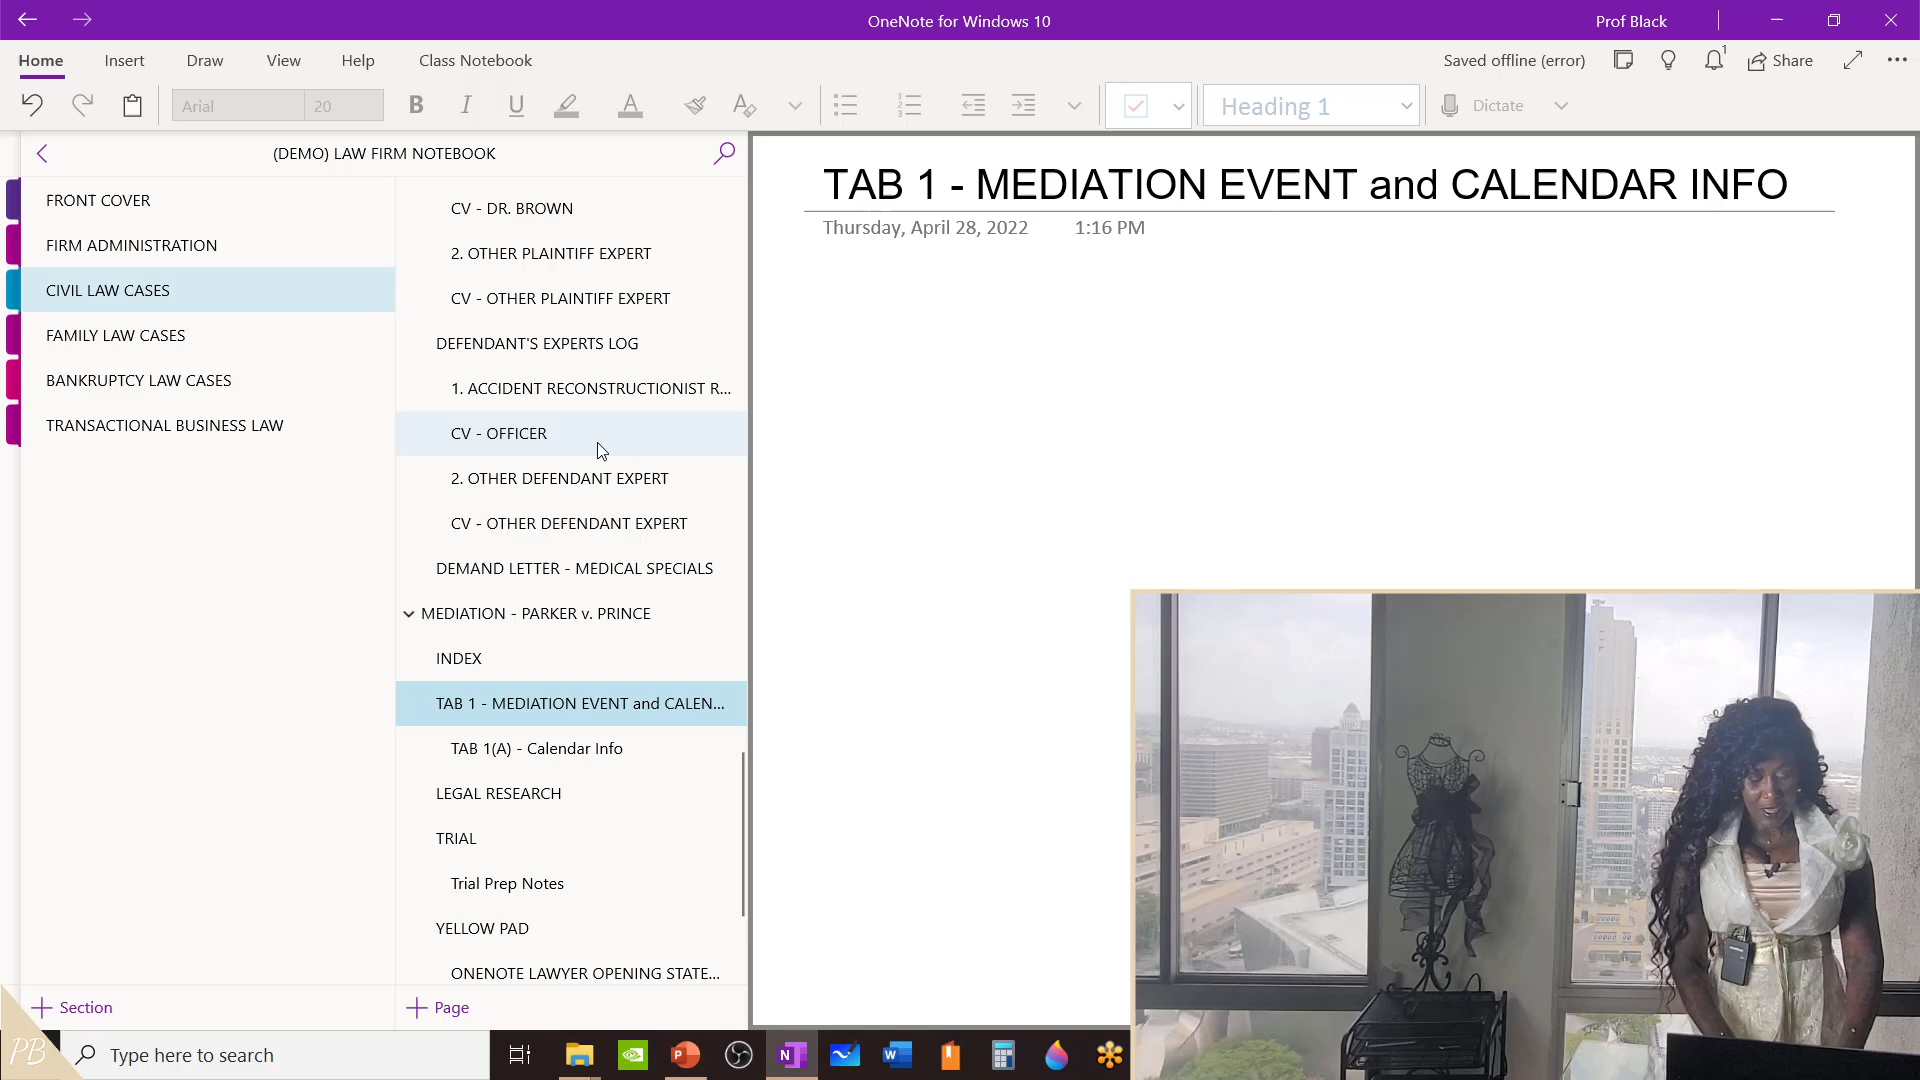 OneNote for Windows 10
Prof Black
Home Insert Draw View Help Class Notebook
Saved offline (error)
1
Share
Arial 20
B I U A
Heading 1
Dictate
(DEMO) LAW FIRM NOTEBOOK
FRONT COVER
FIRM ADMINISTRATION
CIVIL LAW CASES
FAMILY LAW CASES
BANKRUPTCY LAW CASES
TRANSACTIONAL BUSINESS LAW
CV - DR. BROWN
2. OTHER PLAINTIFF EXPERT
CV - OTHER PLAINTIFF EXPERT
DEFENDANT'S EXPERTS LOG
1. ACCIDENT RECONSTRUCTIONIST R...
CV - OFFICER
2. OTHER DEFENDANT EXPERT
CV - OTHER DEFENDANT EXPERT
DEMAND LETTER - MEDICAL SPECIALS
MEDIATION - PARKER v. PRINCE
INDEX
TAB 1 - MEDIATION EVENT and CALEN...
TAB 1(A) - Calendar Info
LEGAL RESEARCH
TRIAL
Trial Prep Notes
YELLOW PAD
ONENOTE LAWYER OPENING STATE...
Section
Page
TAB 1 - MEDIATION EVENT and CALENDAR INFO
Thursday, April 28, 2022 1:16 PM
PB
Type here to search